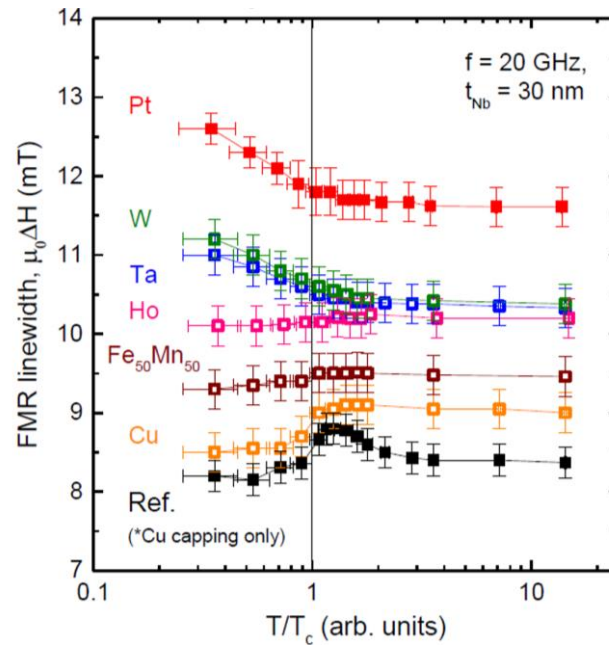 14
13
12
11
10
9
8
7
FMR linewidth, μ₀ΔH (mT)
f = 20 GHz,
t_Nb = 30 nm
Pt
W
Ta
Ho
Fe₅₀Mn₅₀
Cu
Ref.
(*Cu capping only)
0.1
1
10
T/T_c (arb. units)